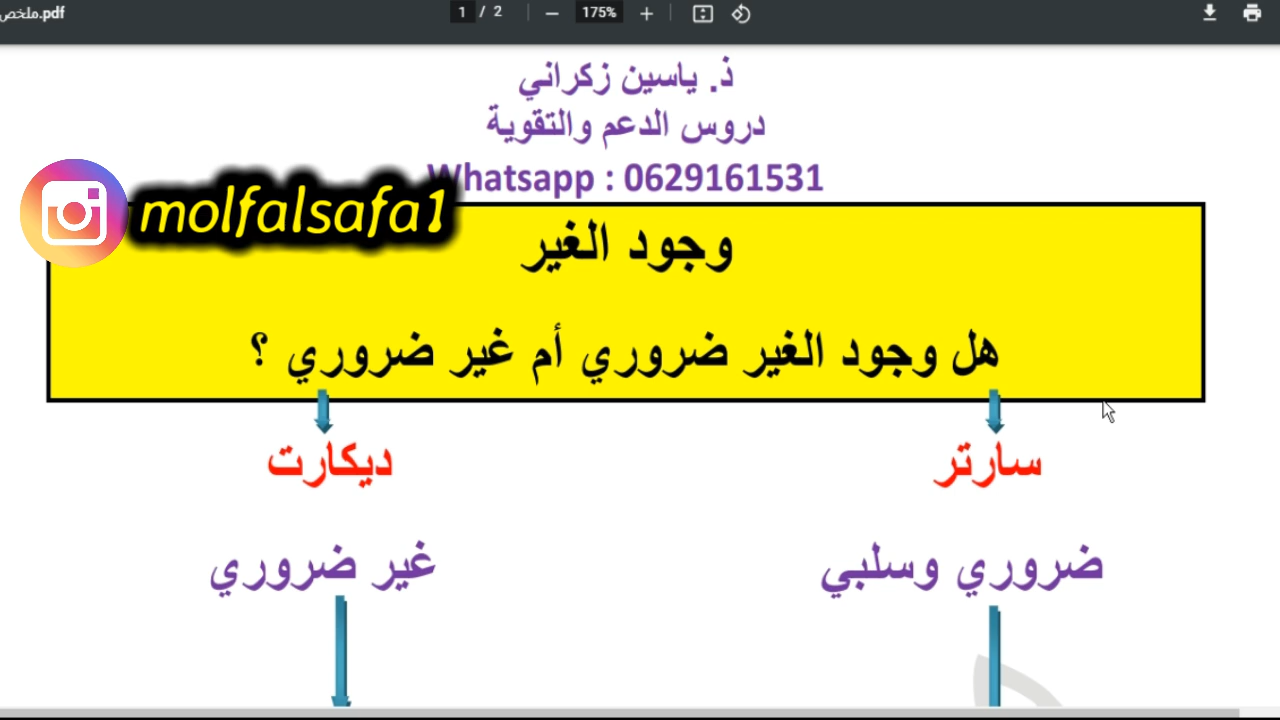 ملخص.pdf
1 / 2
175%
ذ. ياسين زكراني
دروس الدعم والتقوية
Whatsapp : 0629161531
molfalsafa1
وجود الغير
هل وجود الغير ضروري أم غير ضروري ؟
سارتر
ديكارت
ضروري وسلبي
غير ضروري